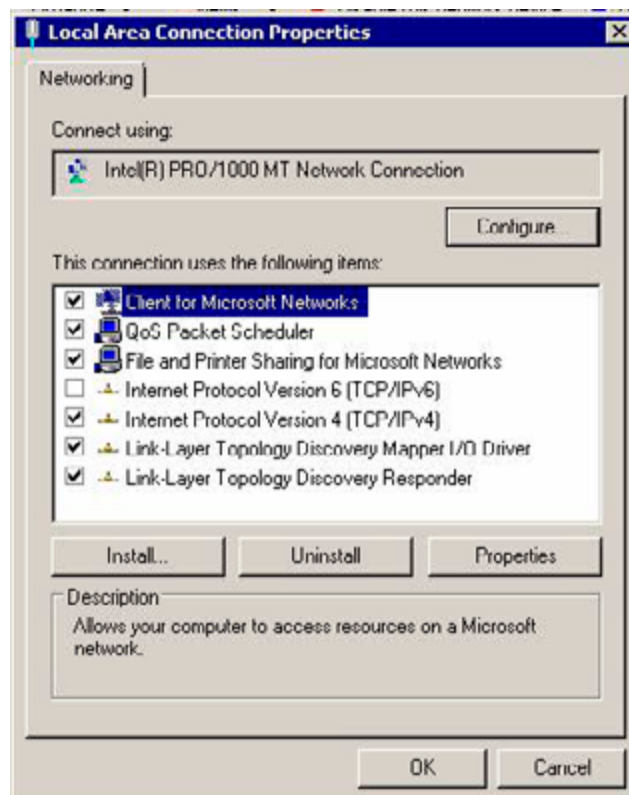 Local Area Connection Properties
Networking
Connect using:
Intel(R) PRO/1000 MT Network Connection
Configure...
This connection uses the following items:
Client for Microsoft Networks
QoS Packet Scheduler
File and Printer Sharing for Microsoft Networks
Internet Protocol Version 6 (TCP/IPv6)
Internet Protocol Version 4 (TCP/IPv4)
Link-Layer Topology Discovery Mapper I/O Driver
Link-Layer Topology Discovery Responder
Install...
Uninstall
Properties
Description
Allows your computer to access resources on a Microsoft
network.
OK
Cancel